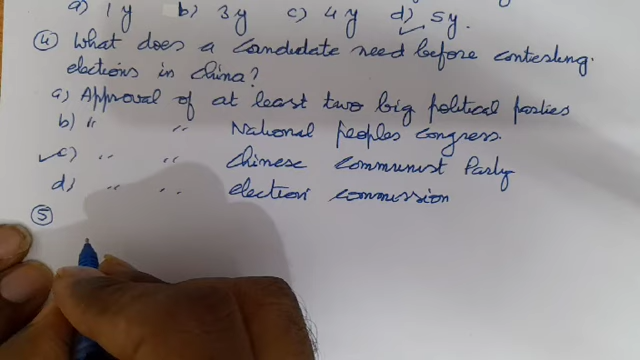 a) 1 y b) 3 y c) 4 y d) 5 y.
④ What does a candidate need before contesting
elections in China?
a) Approval of at least two big political parties
b) " " National peoples congress.
c) " " Chinese communist Party
d) " " election commission
⑤